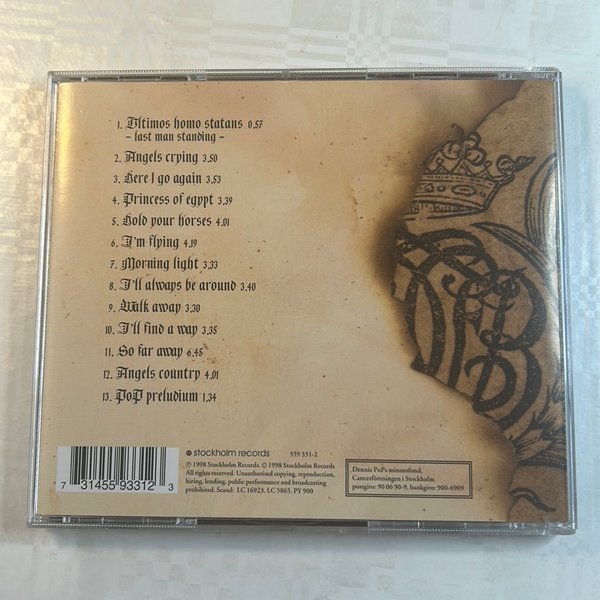 1. Ultimos homo statans 0,57
- last man standing -
2. Angels crying 3,50
3. Here I go again 3,53
4. Princess of egypt 3,39
5. Hold your horses 4,01
6. I'm flying 4,19
7. Morning light 3,33
8. I'll always be around 3,40
9. Walk away 3,30
10. I'll find a way 3,35
11. So far away 6,45
12. Angels country 4,01
13. PoP preludium 1,34
stockholm records 559 331-2
℗ 1998 Stockholm Records. © 1998 Stockholm Records
All rights reserved. Unauthorised copying, reproduction,
hiring, lending, public performance and broadcasting
prohibited. Scand: LC 16923. LC 5865. PY 900
Denniz PoPs minnesfond,
Cancerföreningen i Stockholm
postgiro: 90 06 90-9, bankgiro: 900-6909
7 31455 93312 3